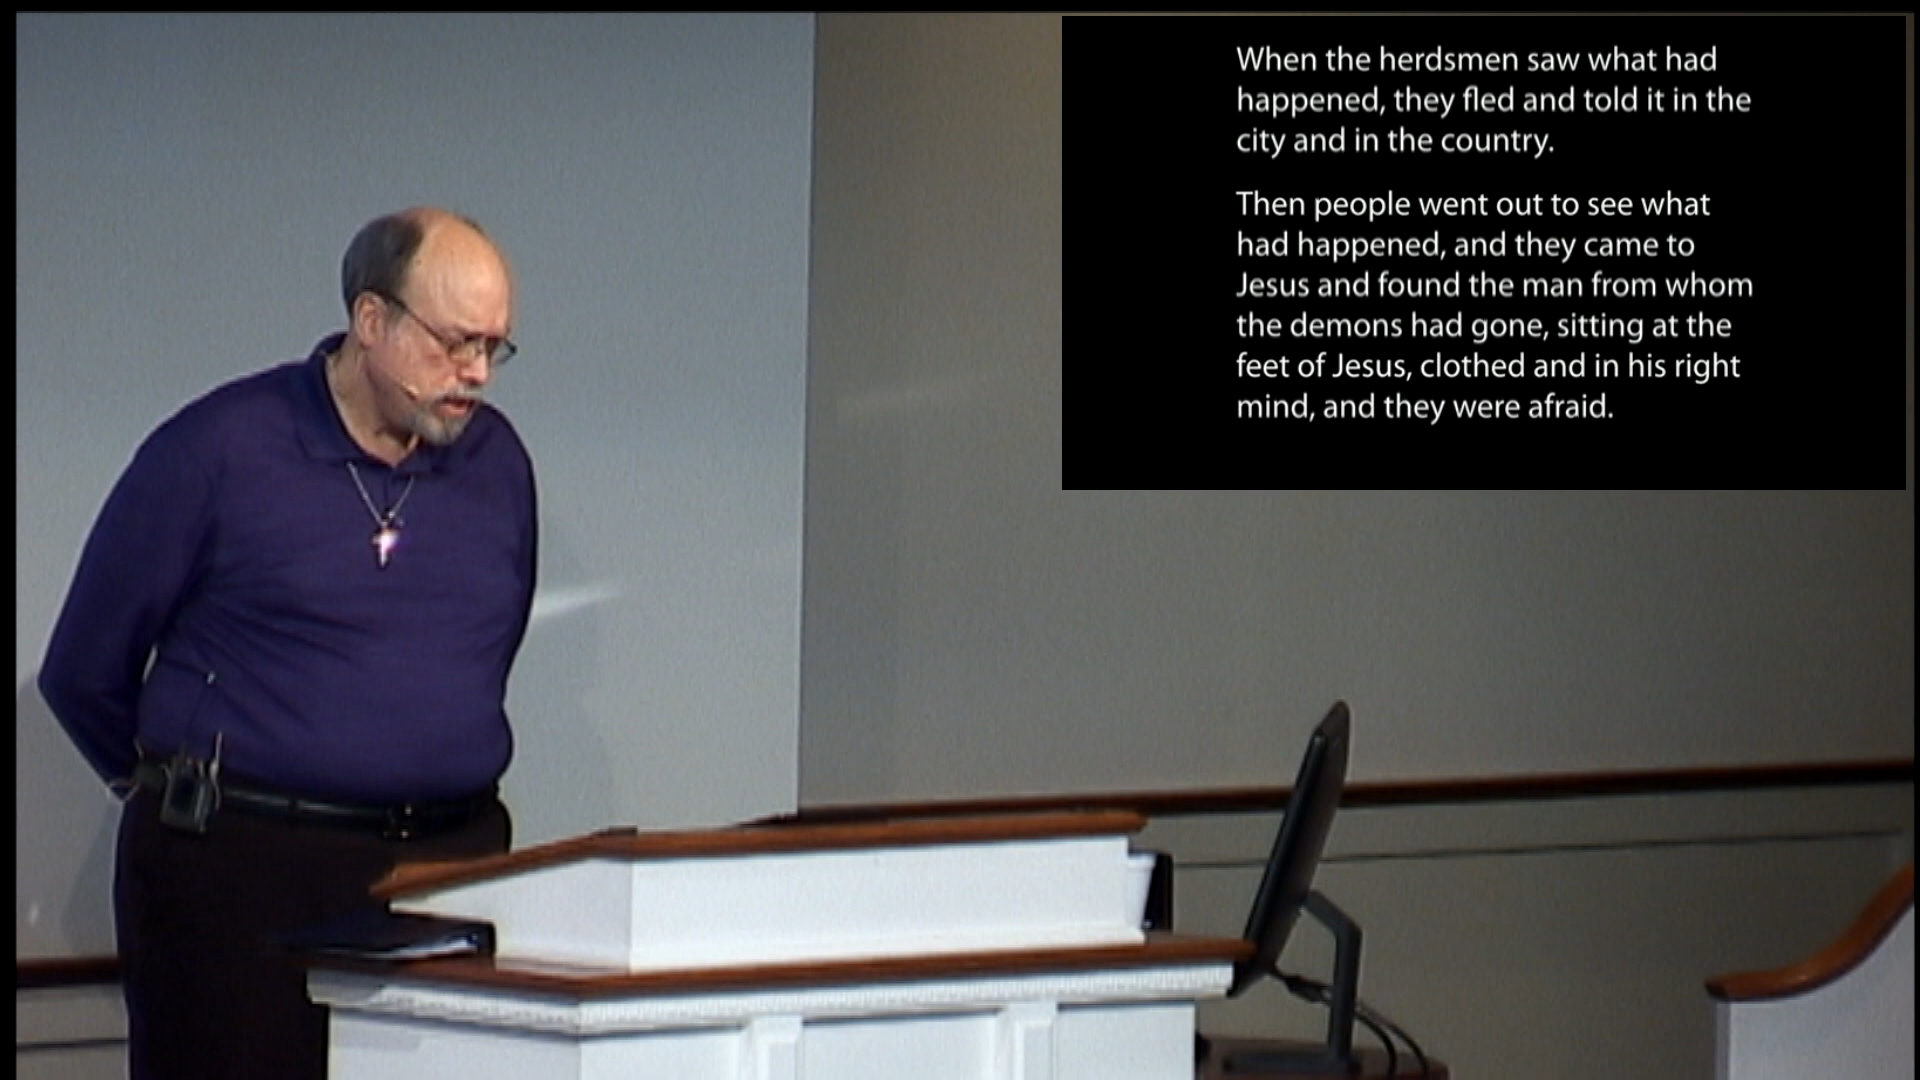 When the herdsmen saw what had
happened, they fled and told it in the
city and in the country.
Then people went out to see what
had happened, and they came to
Jesus and found the man from whom
the demons had gone, sitting at the
feet of Jesus, clothed and in his right
mind, and they were afraid.